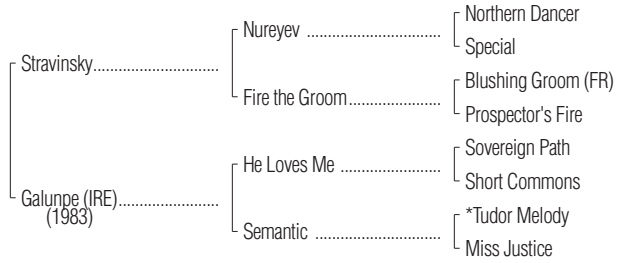 Northern Dancer
Nureyev
Special
Stravinsky
Blushing Groom (FR)
Fire the Groom
Prospector's Fire
Sovereign Path
He Loves Me
Short Commons
Galunpe (IRE)
(1983)
*Tudor Melody
Semantic
Miss Justice